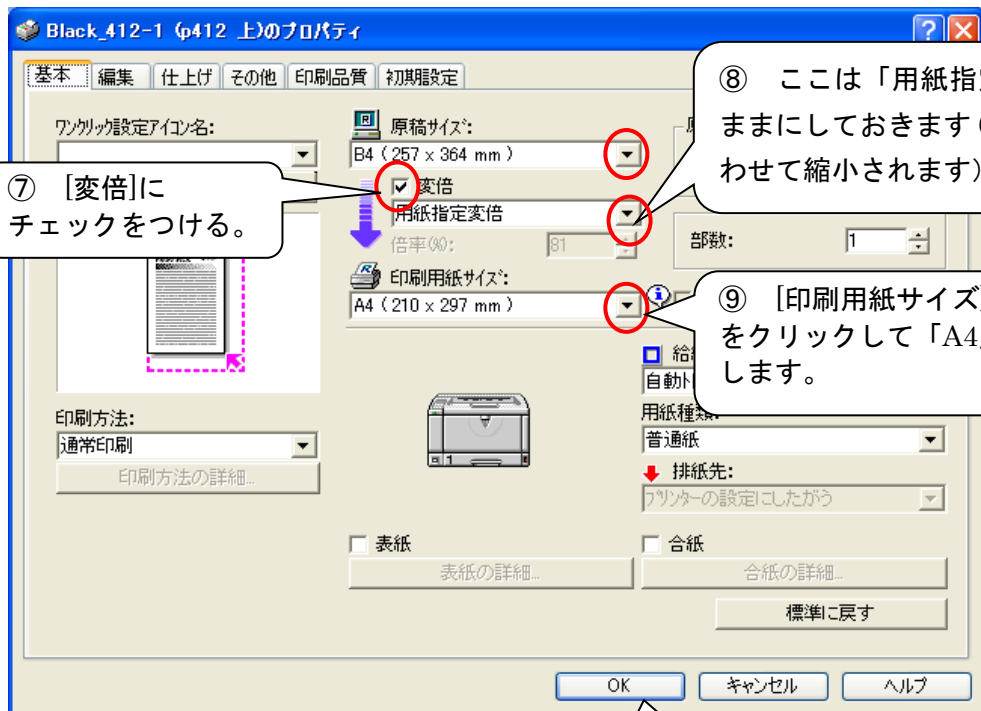 Black_412-1 (p412 上)のプロパティ
基本 編集 仕上げ その他 印刷品質 初期設定
ワンクリック設定アイコン名:
⑦ [変倍]に
チェックをつける。
印刷方法:
通常印刷
印刷方法の詳細...
原稿サイズ:
B4 (257 x 364 mm)
変倍
用紙指定変倍
倍率(%): 81
印刷用紙サイズ:
A4 (210 x 297 mm)
⑧ ここは「用紙指定
ままにしておきます(
わせて縮小されます)
部数: 1
⑨ [印刷用紙サイズ]
をクリックして「A4」
します。
給
自動ト
用紙種類:
普通紙
排紙先:
プリンターの設定にしたがう
表紙
表紙の詳細...
合紙
合紙の詳細...
標準に戻す
OK キャンセル ヘルプ